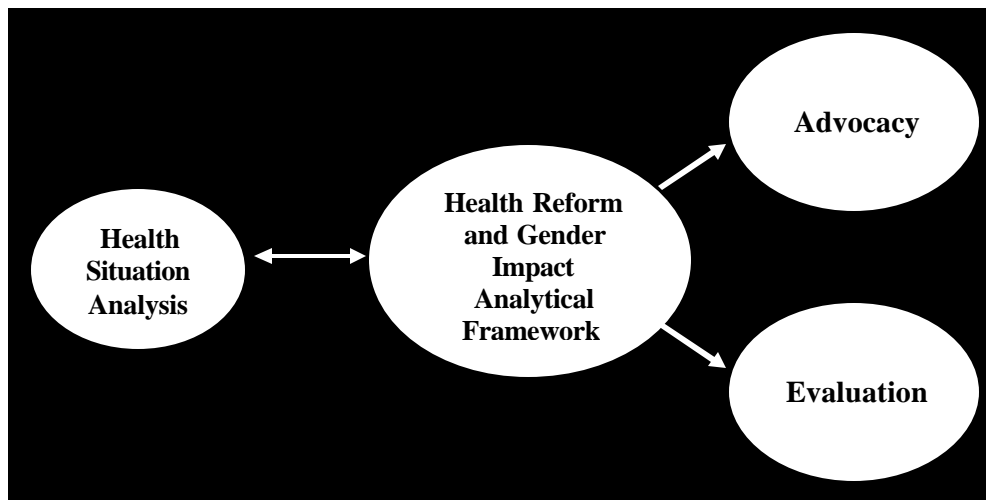 Health
Situation
Analysis
Health Reform
and Gender
Impact
Analytical
Framework
Advocacy
Evaluation